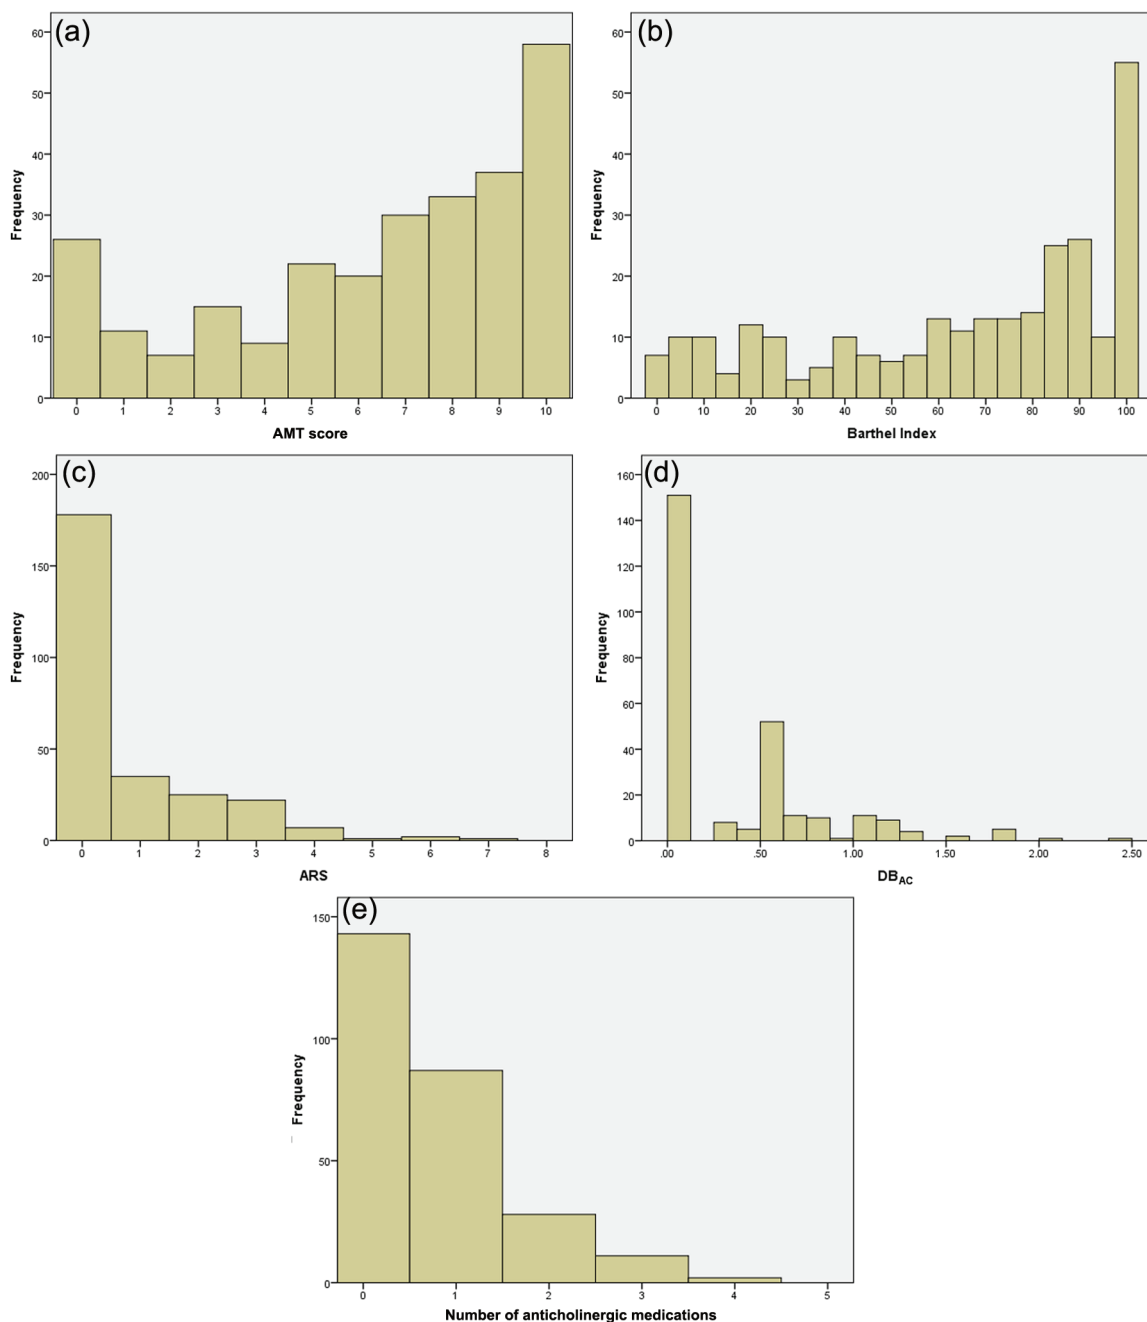 (a)
60
50
40
30
20
10
0
Frequency
0 1 2 3 4 5 6 7 8 9 10
AMT score
(b)
60
50
40
30
20
10
0
Frequency
0 10 20 30 40 50 60 70 80 90 100
Barthel Index
(c)
200
150
100
50
0
Frequency
0 1 2 3 4 5 6 7 8
ARS
(d)
160
140
120
100
80
60
40
20
0
Frequency
.00 .50 1.00 1.50 2.00 2.50
DBAC
(e)
150
100
50
0
Frequency
0 1 2 3 4 5
Number of anticholinergic medications